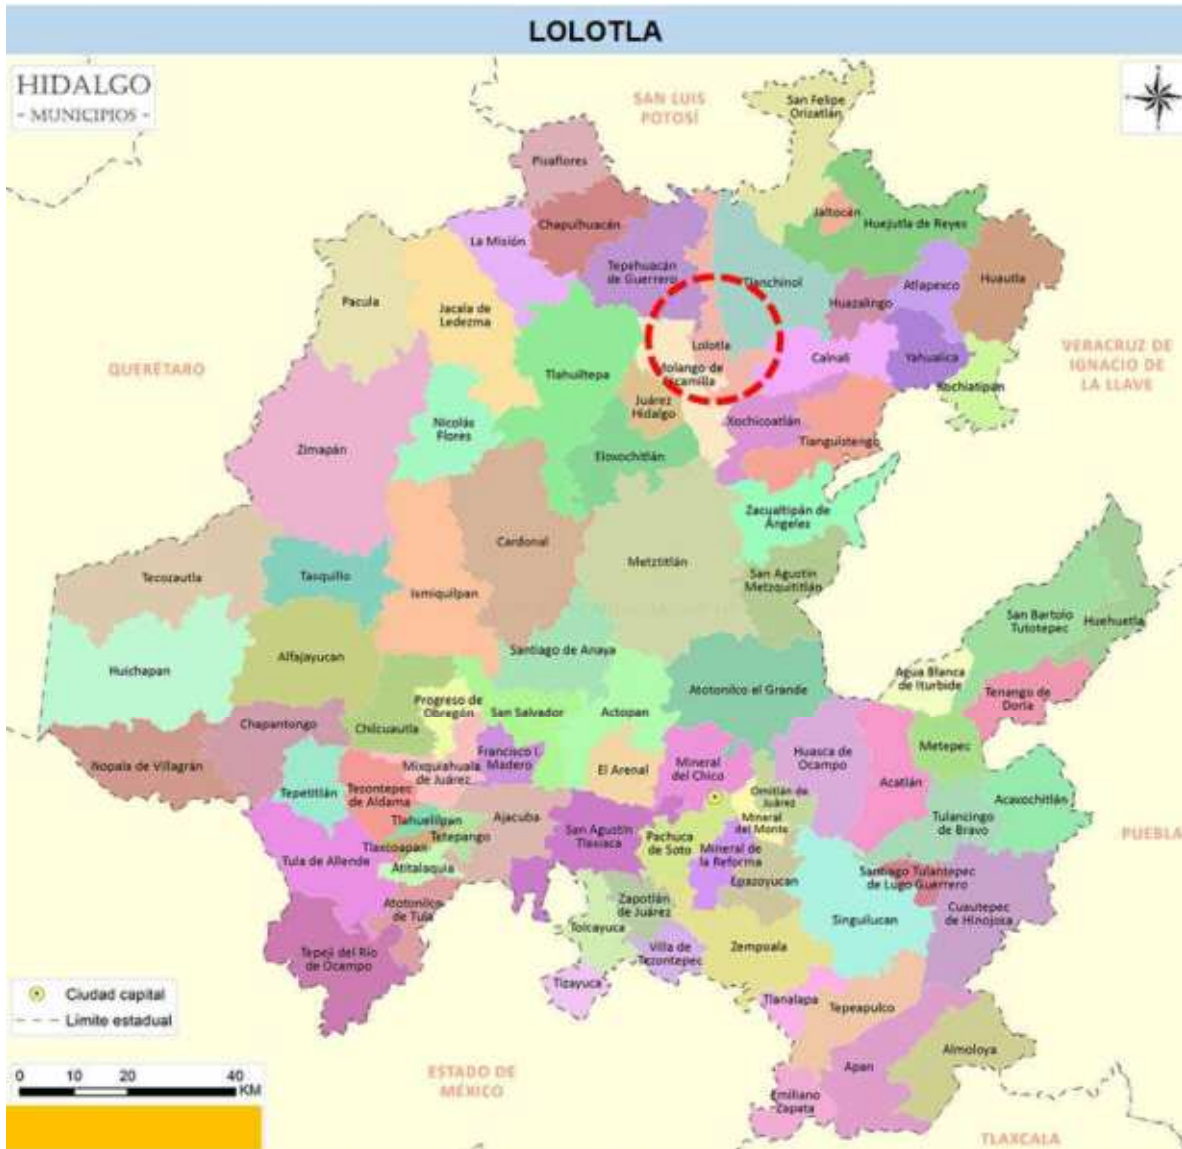 LOLOTLA
HIDALGO
- MUNICIPIOS -
SAN LUIS
POTOSÍ
San Felipe
Orizatlán
Pisaflores
Chapulhuacán
La Misión
Jaltocán
Huejutla de Reyes
Tepehuacán
de Guerrero
Tlanchinol
Huautla
Atlapexco
Huazalingo
Pacula
Jacala de
Ledezma
QUERÉTARO
Lolotla
Calnali
Yahualica
VERACRUZ DE
IGNACIO DE
LA LLAVE
Tlahuiltepa
Molango de
Escamilla
Xochiatipan
Juárez
Hidalgo
Nicolás
Flores
Xochicoatlán
Tianguistengo
Zimapán
Eloxochitlán
Zacualtipán de
Ángeles
Cardonal
Metztitlán
Tecozautla
Tasquillo
San Agustín
Metzquititlán
Ixmiquilpan
San Bartolo
Tutotepec
Huehuetla
Huichapan
Alfajayucan
Santiago de Anaya
Agua Blanca
de Iturbide
Atotonilco el Grande
Tenango de
Doria
Progreso de
Obregón
San Salvador
Actopan
Chapantongo
Chilcuautla
Metepec
Nopala de Villagrán
Mixquiahuala
de Juárez
Francisco I.
Madero
El Arenal
Mineral
del Chico
Huasca de
Ocampo
Acatlán
Tepetitlán
Tezontepec
de Aldama
Omitlán de
Juárez
Acaxochitlán
Tlahuelilpan
Ajacuba
Mineral
del Monte
Tulancingo
de Bravo
Tetepango
San Agustín
Tlaxiaca
Pachuca
de Soto
PUEBLA
Tlaxcoapan
Tula de Allende
Atitalaquia
Mineral de
la Reforma
Epazoyucan
Santiago Tulantepec
de Lugo Guerrero
Atotonilco
de Tula
Zapotlán
de Juárez
Singuilucan
Cuautepec
de Hinojosa
Tolcayuca
Tepeji del Río
de Ocampo
Villa de
Tezontepec
Zempoala
Tizayuca
Ciudad capital
Límite estadual
Tlanalapa
Tepeapulco
Almoloya
Apan
0 10 20 40
KM
ESTADO DE
MÉXICO
Emiliano
Zapata
TLAXCALA